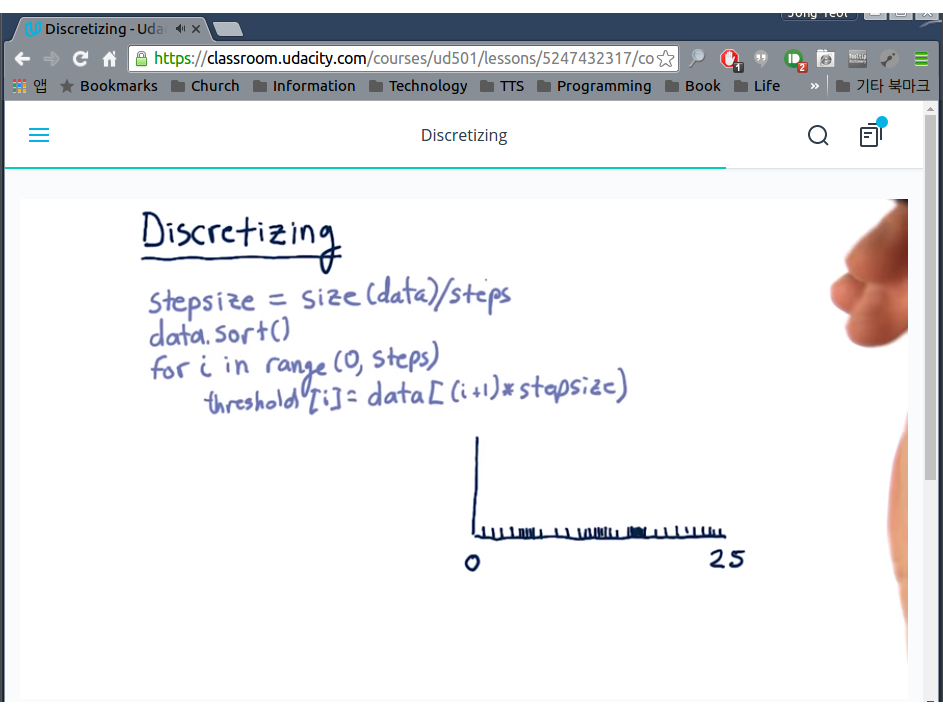 Jong Yeol
Discretizing - Uda
https://classroom.udacity.com/courses/ud501/lessons/5247432317/co
1
2
앱 Bookmarks Church Information Technology TTS Programming Book Life » 기타 북마크
Discretizing
Discretizing
stepsize = size(data)/steps
data.sort()
for i in range(0, steps)
threshold[i]= data[(i+1)*stepsize)
0 25